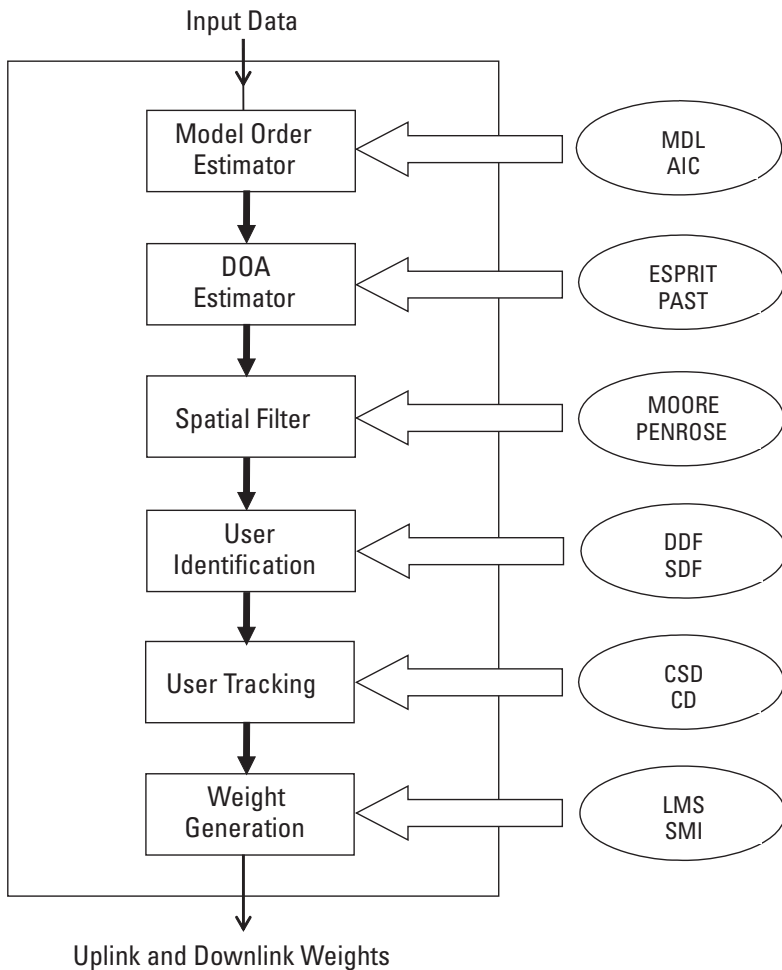 Input Data
Model Order
Estimator
MDL
AIC
DOA
Estimator
ESPRIT
PAST
Spatial Filter
MOORE
PENROSE
User
Identification
DDF
SDF
User Tracking
CSD
CD
Weight
Generation
LMS
SMI
Uplink and Downlink Weights